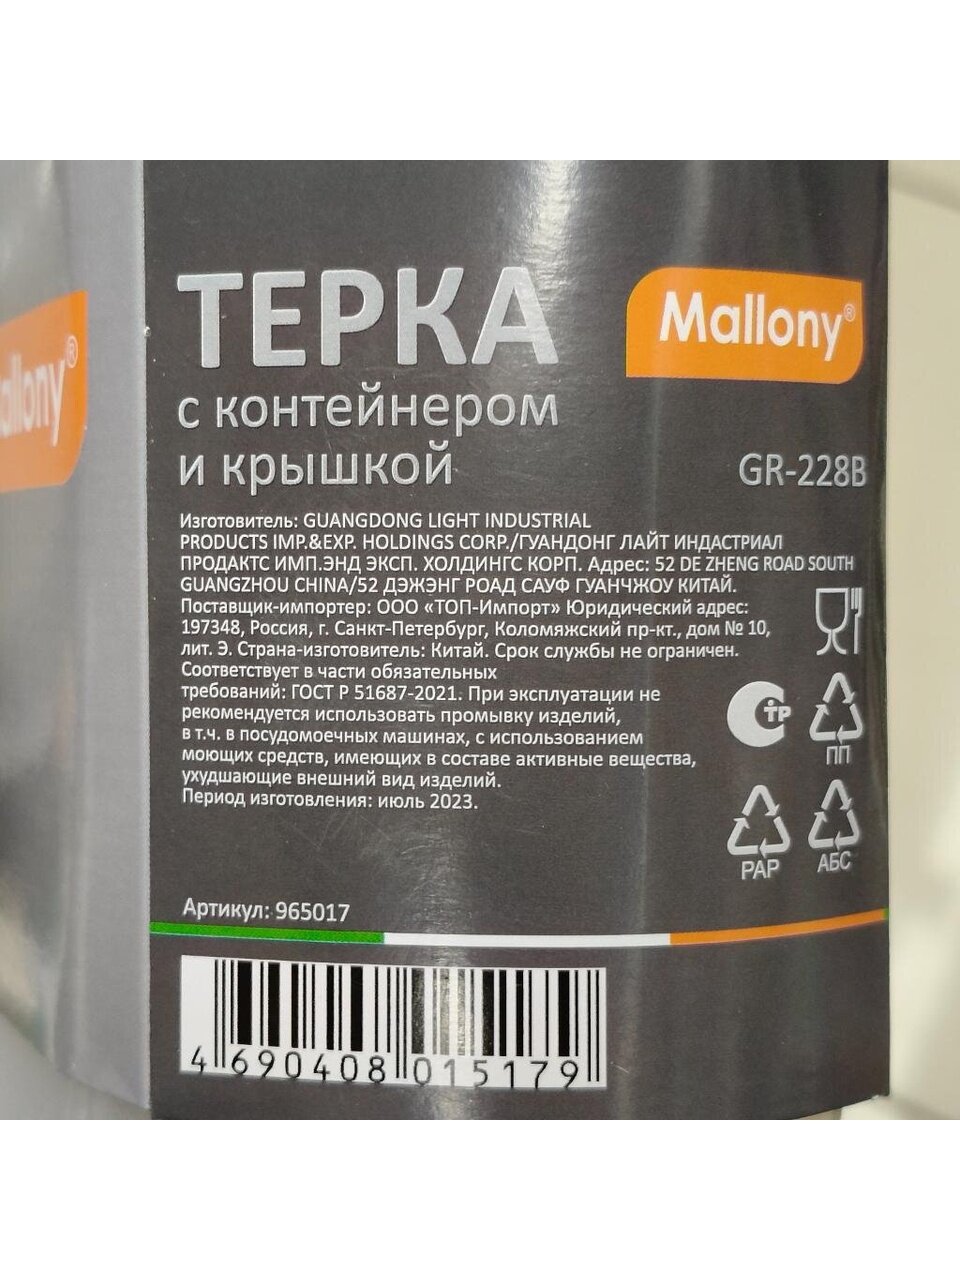 ТЕРКА
Mallony®
allony®
с контейнером
и крышкой
GR-228B
Изготовитель: GUANGDONG LIGHT INDUSTRIAL
PRODUCTS IMP.&EXP. HOLDINGS CORP./ГУАНДОНГ ЛАЙТ ИНДАСТРИАЛ
ПРОДАКТС ИМП.ЭНД ЭКСП. ХОЛДИНГС КОРП. Адрес: 52 DE ZHENG ROAD SOUTH
GUANGZHOU CHINA/52 ДЭЖЭНГ РОАД САУФ ГУАНЧЖОУ КИТАЙ.
Поставщик-импортер: ООО «ТОП-Импорт» Юридический адрес:
197348, Россия, г. Санкт-Петербург, Коломяжский пр-кт., дом № 10,
лит. Э. Страна-изготовитель: Китай. Срок службы не ограничен.
Соответствует в части обязательных
требований: ГОСТ Р 51687-2021. При эксплуатации не
рекомендуется использовать промывку изделий,
в т.ч. в посудомоечных машинах, с использованием
моющих средств, имеющих в составе активные вещества,
ухудшающие внешний вид изделий.
Период изготовления: июль 2023.
СТР
ПП
PAP
АБС
Артикул: 965017
4 690408 015179